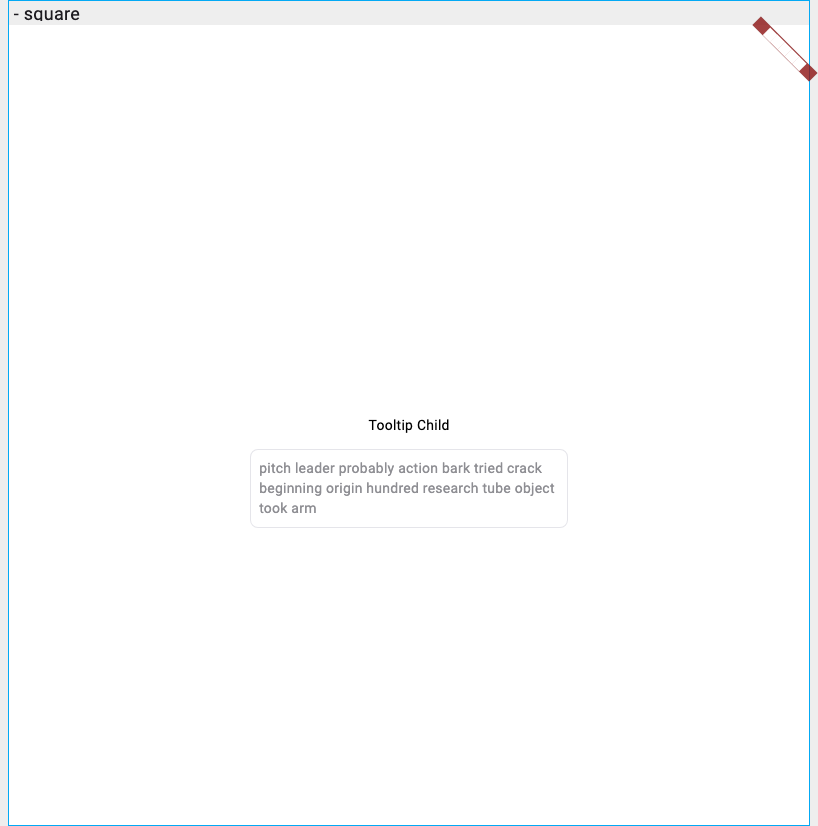 - square
Tooltip Child
pitch leader probably action bark tried crack
beginning origin hundred research tube object
took arm